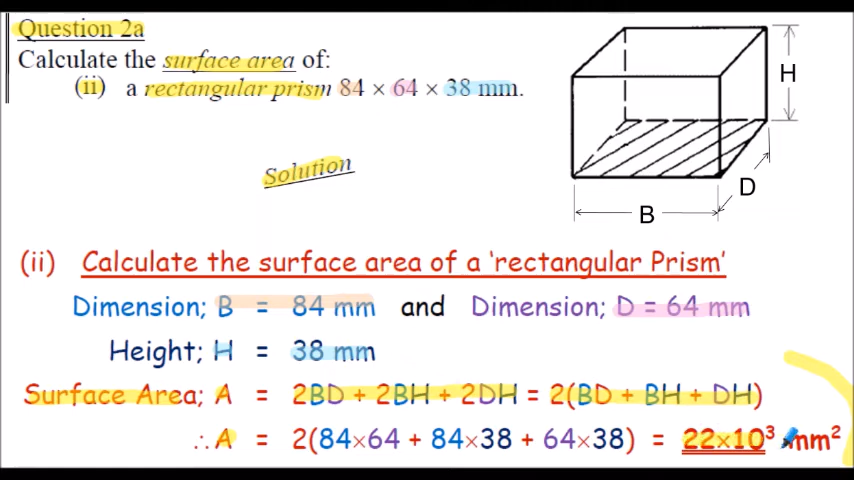 Question 2a
Calculate the surface area of:
(ii) a rectangular prism 84 × 64 × 38 mm.
H
Solution
D
B
(ii) Calculate the surface area of a ‘rectangular Prism’
Dimension; B = 84 mm and Dimension; D = 64 mm
Height; H = 38 mm
Surface Area; A = 2BD + 2BH + 2DH = 2(BD + BH + DH)
∴ A = 2(84×64 + 84×38 + 64×38) = 22×10³ mm²